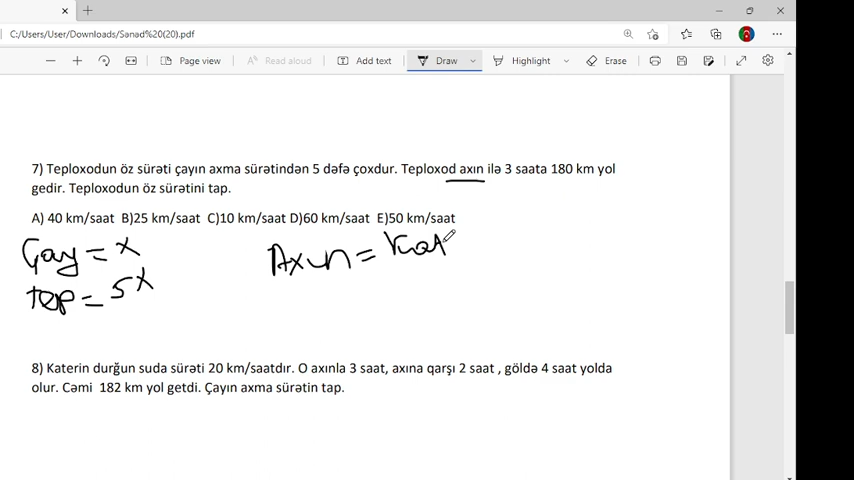 C:/Users/User/Downloads/Sənəd%20(20).pdf
Page view
Read aloud
Add text
Draw
Highlight
Erase
7) Teploxodun öz sürəti çayın axma sürətindən 5 dəfə çoxdur. Teploxod axın ilə 3 saata 180 km yol
gedir. Teploxodun öz sürətini tap.
A) 40 km/saat B)25 km/saat C)10 km/saat D)60 km/saat E)50 km/saat
Çay = x
tep = 5x
Axın =
8) Katerin durğun suda sürəti 20 km/saatdır. O axınla 3 saat, axına qarşı 2 saat , göldə 4 saat yolda
olur. Cəmi 182 km yol getdi. Çayın axma sürətin tap.